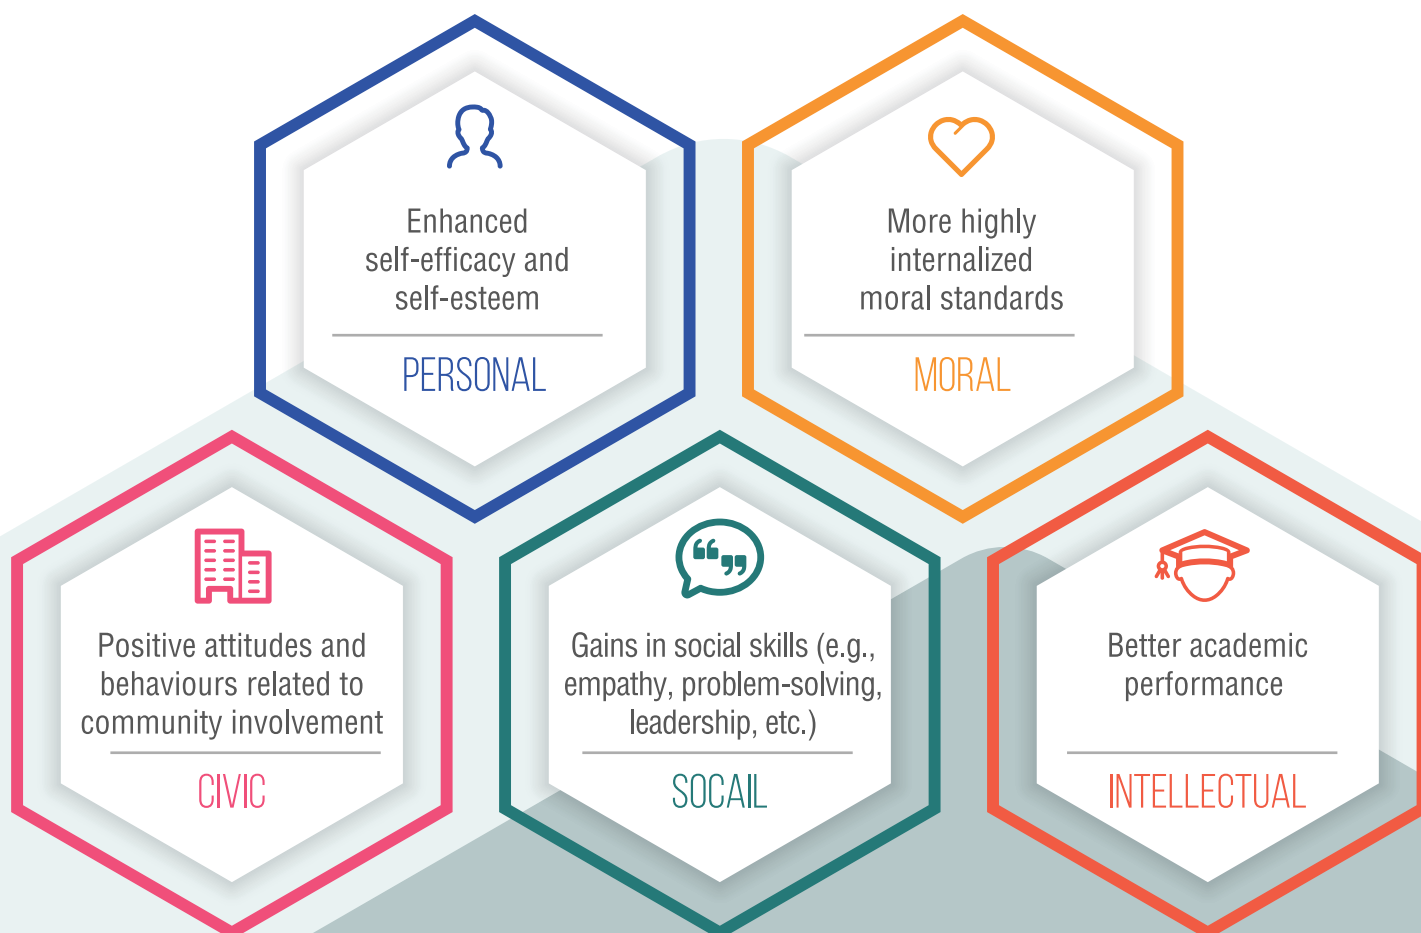 Enhanced
self-efficacy and
self-esteem
PERSONAL
More highly
internalized
moral standards
MORAL
Positive attitudes and
behaviours related to
community involvement
CIVIC
Gains in social skills (e.g.,
empathy, problem-solving,
leadership, etc.)
SOCAIL
Better academic
performance
INTELLECTUAL